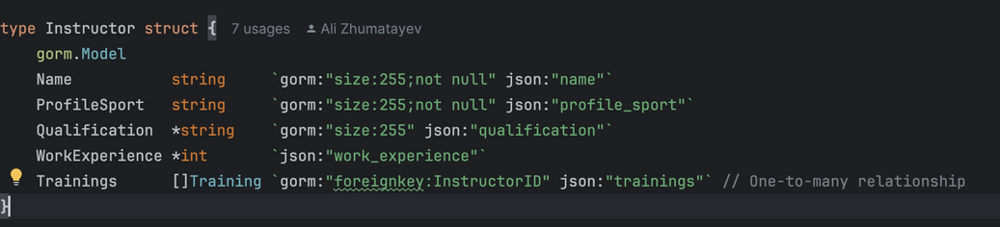 type Instructor struct { 7 usages Ali Zhumatayev
gorm.Model
Name string `gorm:"size:255;not null" json:"name"`
ProfileSport string `gorm:"size:255;not null" json:"profile_sport"`
Qualification *string `gorm:"size:255" json:"qualification"`
WorkExperience *int `json:"work_experience"`
Trainings []Training `gorm:"foreignkey:InstructorID" json:"trainings"` // One-to-many relationship
}